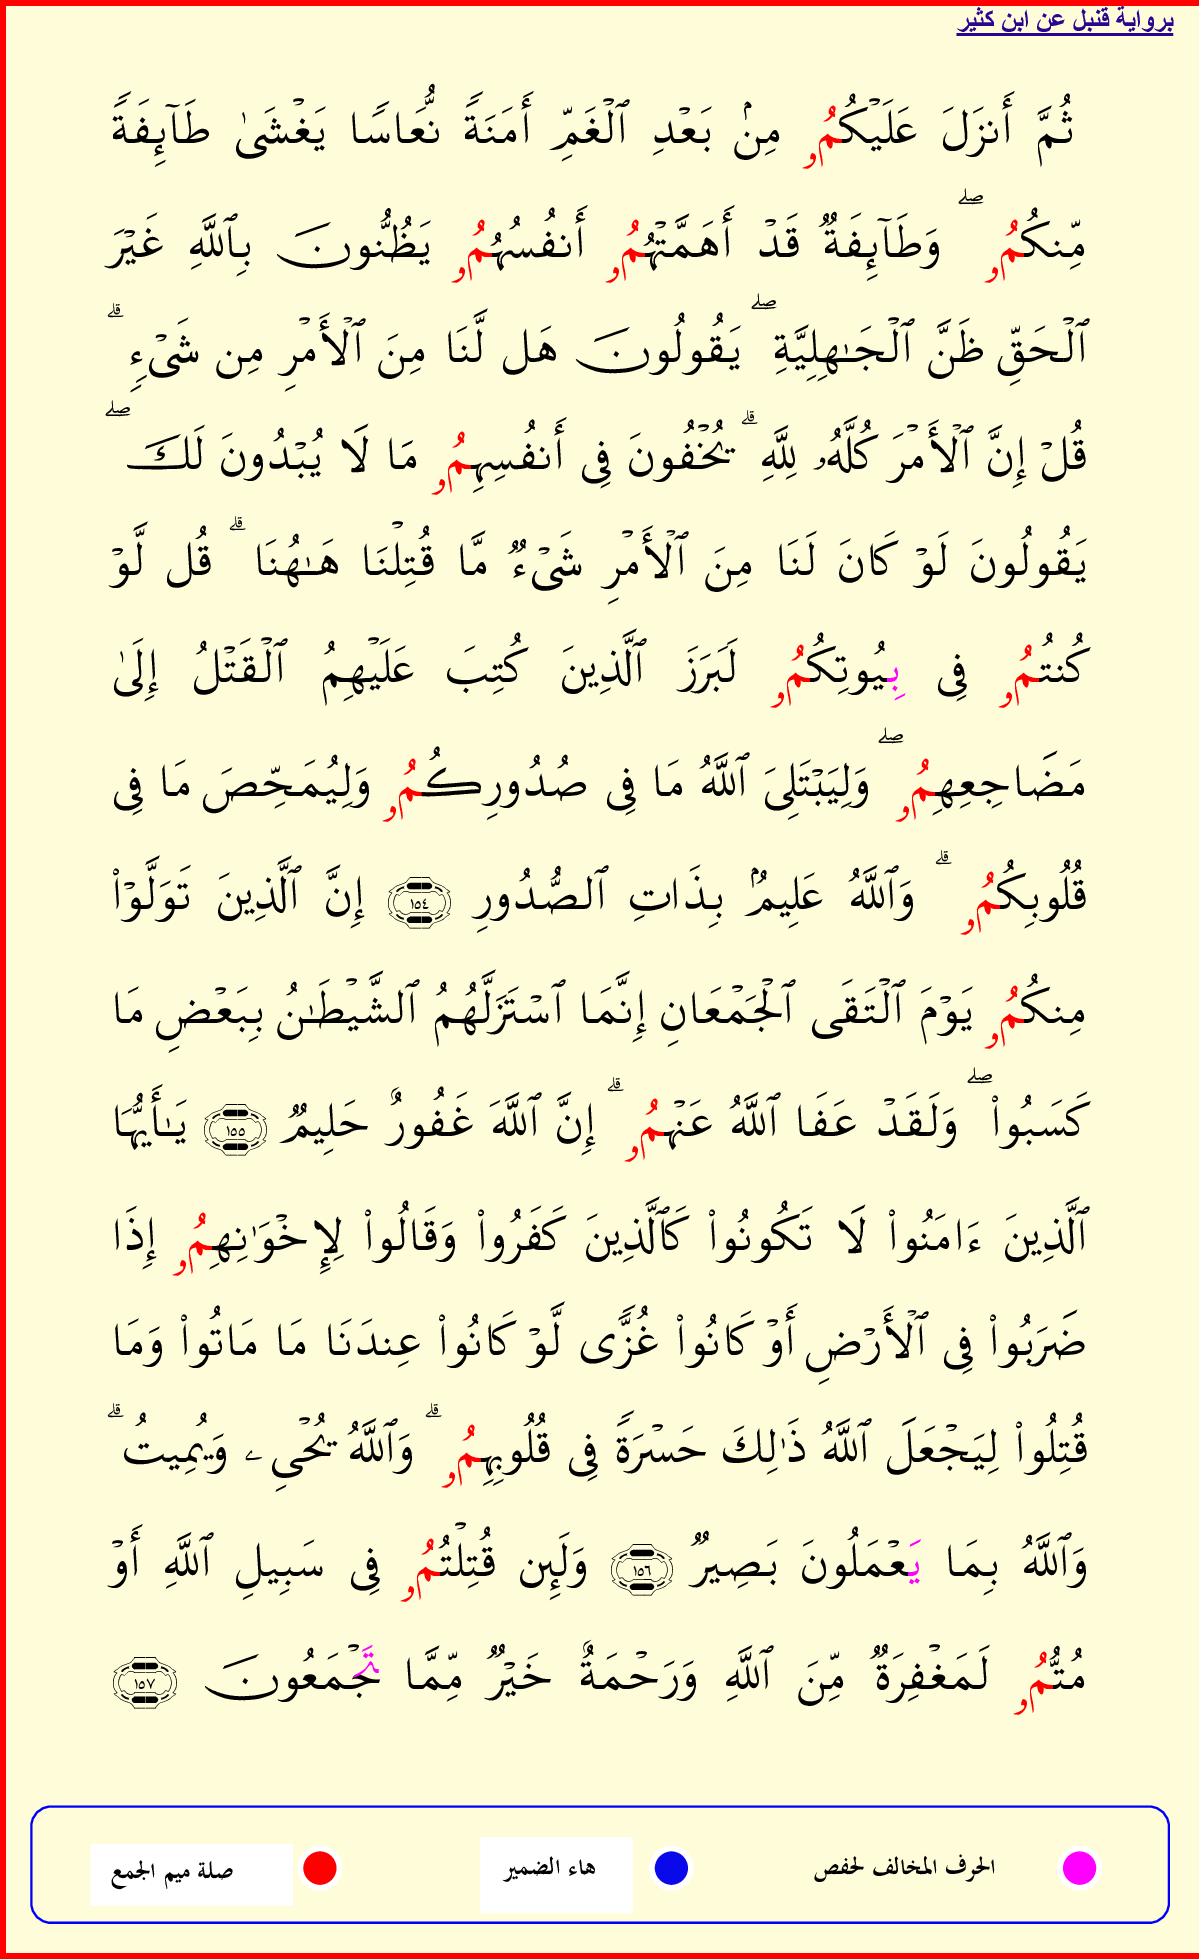 برواية قنبل عن ابن كثير
ثُمَّ أَنزَلَ عَلَيْكُمُو مِنۢ بَعْدِ ٱلْغَمِّ أَمَنَةً نُّعَاسًا يَغْشَىٰ طَآئِفَةً
مِّنكُمُو ۖ وَطَآئِفَةٌ قَدْ أَهَمَّتْهُمُو أَنفُسُهُمُو يَظُنُّونَ بِٱللَّهِ غَيْرَ
ٱلْحَقِّ ظَنَّ ٱلْجَـٰهِلِيَّةِ ۖ يَقُولُونَ هَل لَّنَا مِنَ ٱلْأَمْرِ مِن شَىْءٍ ۗ
قُلْ إِنَّ ٱلْأَمْرَ كُلَّهُۥ لِلَّهِ ۗ يُخْفُونَ فِى أَنفُسِهِمُو مَا لَا يُبْدُونَ لَكَ ۖ
يَقُولُونَ لَوْ كَانَ لَنَا مِنَ ٱلْأَمْرِ شَىْءٌ مَّا قُتِلْنَا هَـٰهُنَا ۗ قُل لَّوْ
كُنتُمُو فِى بِيُوتِكُمُو لَبَرَزَ ٱلَّذِينَ كُتِبَ عَلَيْهِمُ ٱلْقَتْلُ إِلَىٰ
مَضَاجِعِهِمُو ۖ وَلِيَبْتَلِىَ ٱللَّهُ مَا فِى صُدُورِكُمُو وَلِيُمَحِّصَ مَا فِى
قُلُوبِكُمُو ۗ وَٱللَّهُ عَلِيمٌۢ بِذَاتِ ٱلصُّدُورِ ١٥٤ إِنَّ ٱلَّذِينَ تَوَلَّوْا۟
مِنكُمُو يَوْمَ ٱلْتَقَى ٱلْجَمْعَانِ إِنَّمَا ٱسْتَزَلَّهُمُ ٱلشَّيْطَـٰنُ بِبَعْضِ مَا
كَسَبُوا۟ ۖ وَلَقَدْ عَفَا ٱللَّهُ عَنْهُمُو ۗ إِنَّ ٱللَّهَ غَفُورٌ حَلِيمٌ ١٥٥ يَـٰٓأَيُّهَا
ٱلَّذِينَ ءَامَنُوا۟ لَا تَكُونُوا۟ كَٱلَّذِينَ كَفَرُوا۟ وَقَالُوا۟ لِإِخْوَٰنِهِمُو إِذَا
ضَرَبُوا۟ فِى ٱلْأَرْضِ أَوْ كَانُوا۟ غُزًّى لَّوْ كَانُوا۟ عِندَنَا مَا مَاتُوا۟ وَمَا
قُتِلُوا۟ لِيَجْعَلَ ٱللَّهُ ذَٰلِكَ حَسْرَةً فِى قُلُوبِهِمُو ۗ وَٱللَّهُ يُحْىِۦ وَيُمِيتُ ۗ
وَٱللَّهُ بِمَا يَعْمَلُونَ بَصِيرٌ ١٥٦ وَلَئِن قُتِلْتُمُو فِى سَبِيلِ ٱللَّهِ أَوْ
مُتُّمُو لَمَغْفِرَةٌ مِّنَ ٱللَّهِ وَرَحْمَةٌ خَيْرٌ مِّمَّا تَجْمَعُونَ ١٥٧
الحرف المخالف لحفص هاء الضمير صلة ميم الجمع